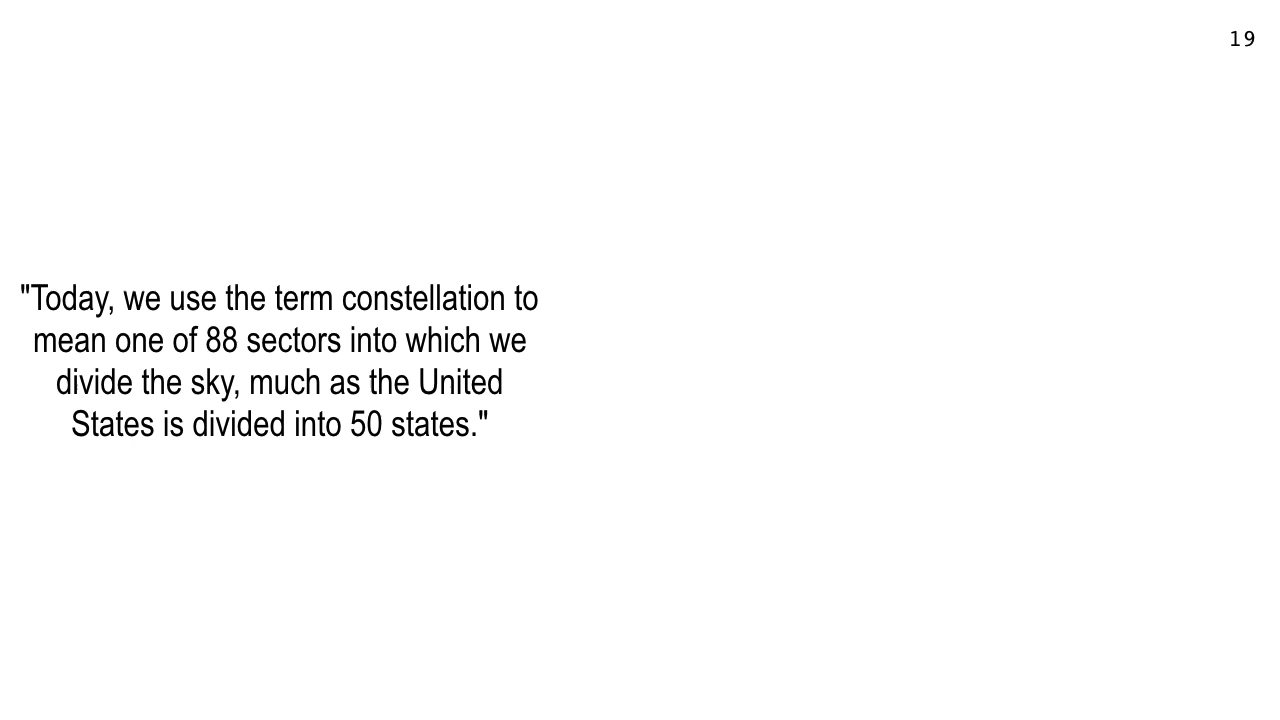 19
"Today, we use the term constellation to
mean one of 88 sectors into which we
divide the sky, much as the United
States is divided into 50 states."